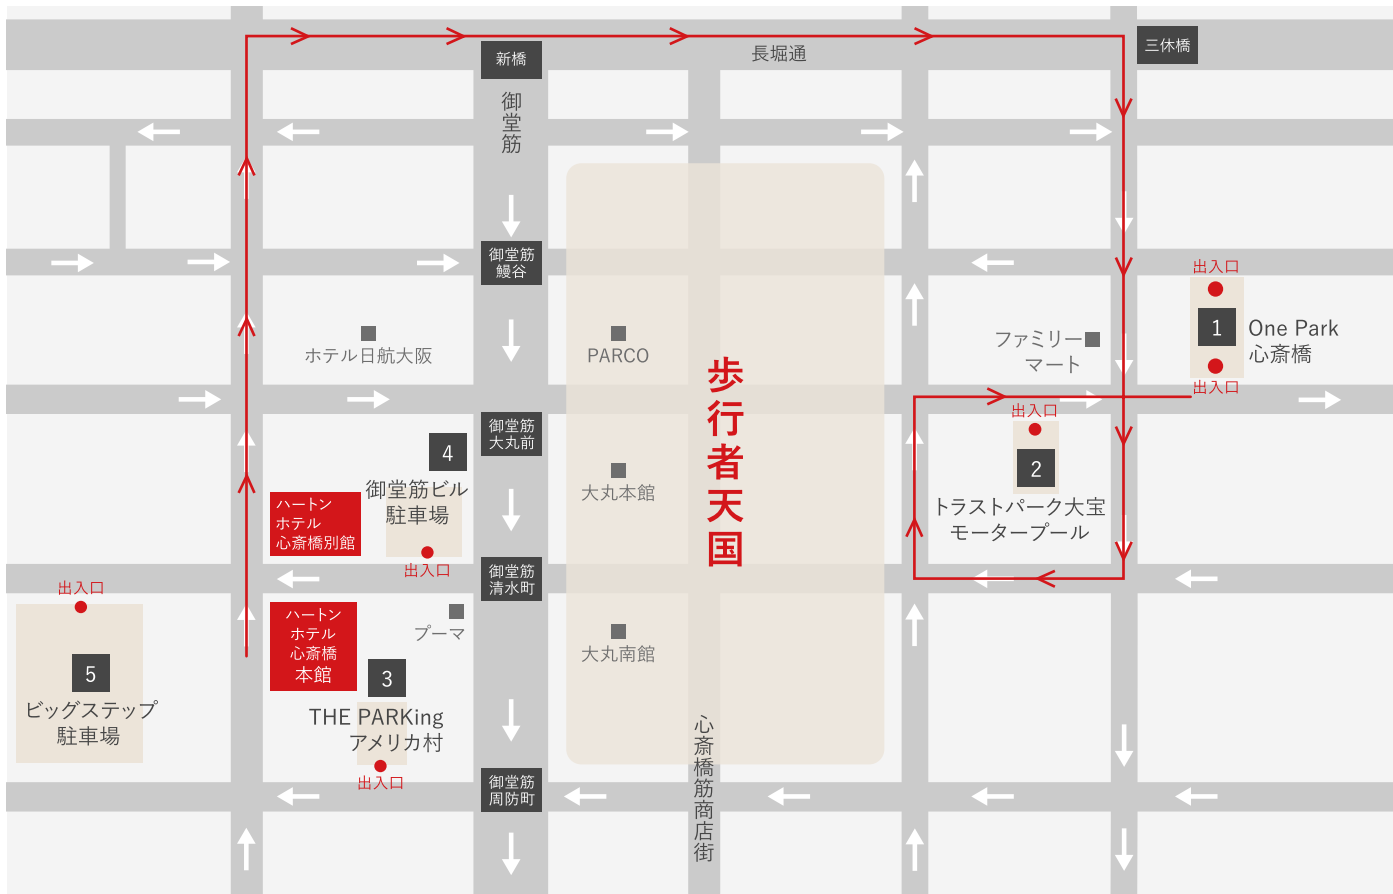 新橋
三休橋
長堀通
御堂筋
御堂筋
鰻谷
出入口
1
One Park
心斎橋
出入口
ホテル日航大阪
PARCO
ファミリー
マート
歩行者天国
御堂筋
大丸前
4
御堂筋ビル
駐車場
出入口
ハートン
ホテル
心斎橋別館
大丸本館
出入口
2
トラストパーク大宝
モータープール
御堂筋
清水町
出入口
5
ビッグステップ
駐車場
ハートン
ホテル
心斎橋
本館
プーマ
大丸南館
3
THE PARKing
アメリカ村
出入口
御堂筋
周防町
心斎橋筋商店街